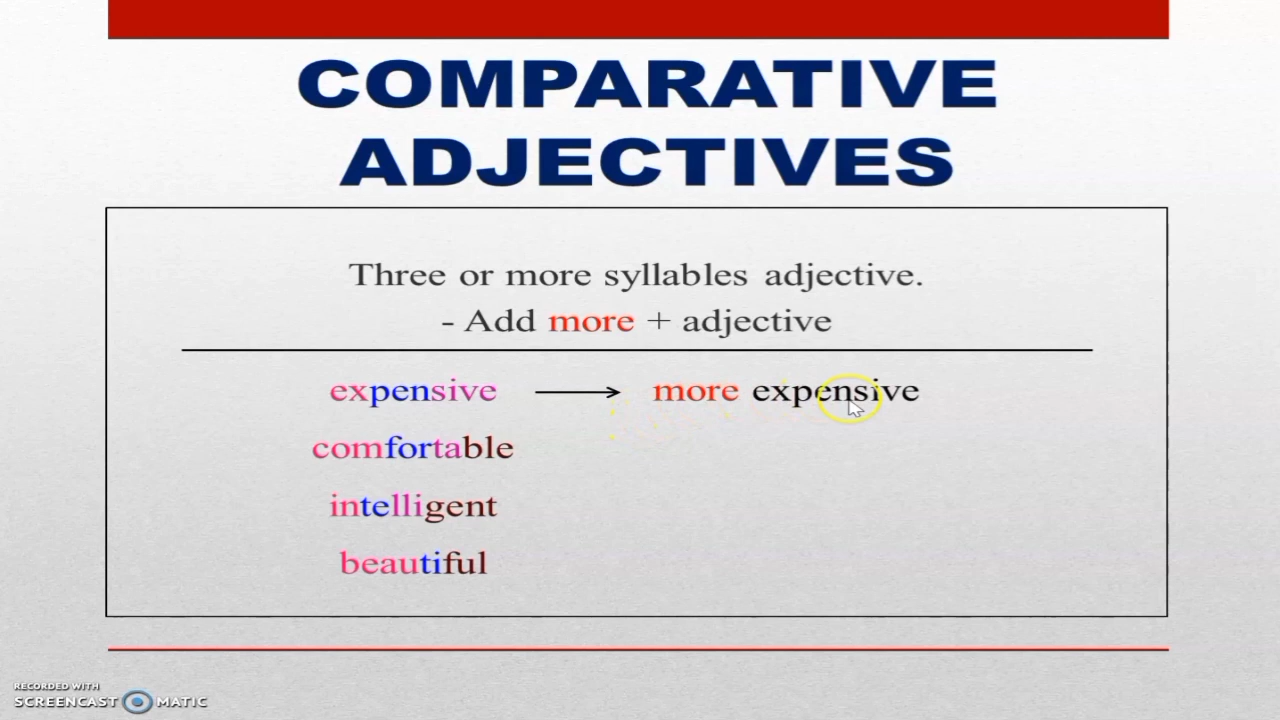 COMPARATIVE
ADJECTIVES
Three or more syllables adjective.
- Add more + adjective
expensive more expensive
comfortable
intelligent
beautiful
RECORDED WITH
SCREENCAST MATIC